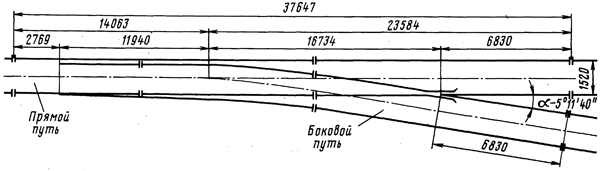 37647
14063
23584
2769
11940
16734
6830
1520
α-5°11'40"
Прямой
путь
Боковой
путь
6830